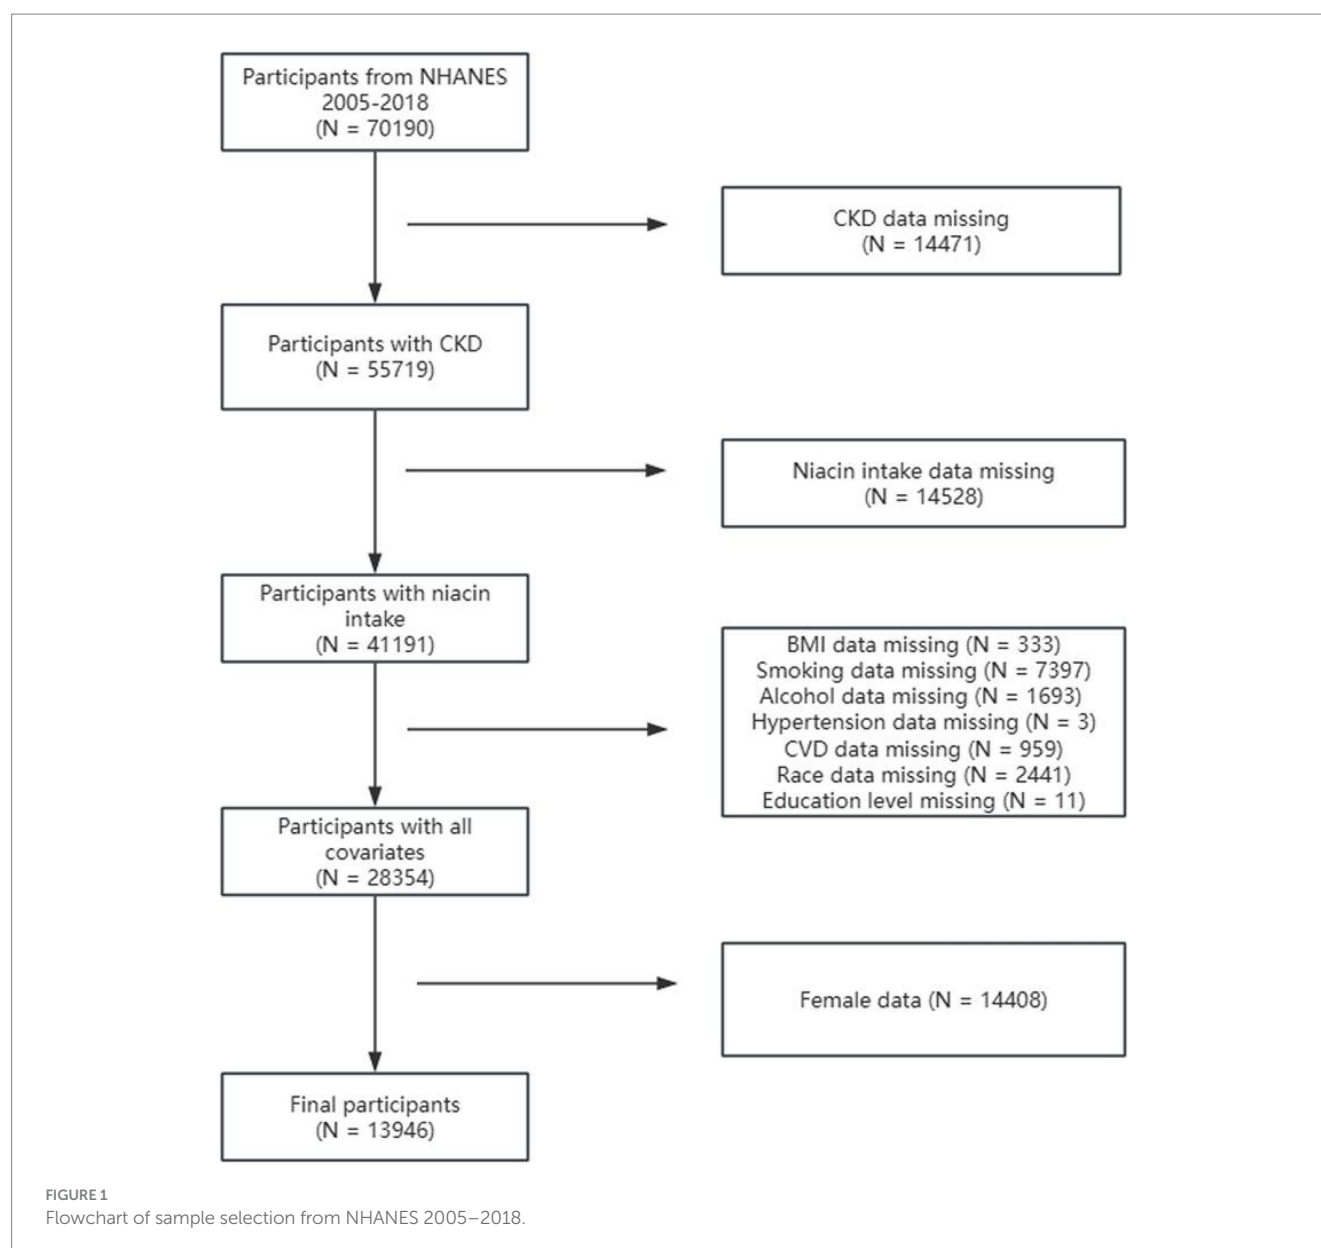 Participants from NHANES
2005-2018
(N = 70190)
CKD data missing
(N = 14471)
Participants with CKD
(N = 55719)
Niacin intake data missing
(N = 14528)
Participants with niacin
intake
(N = 41191)
BMI data missing (N = 333)
Smoking data missing (N = 7397)
Alcohol data missing (N = 1693)
Hypertension data missing (N = 3)
CVD data missing (N = 959)
Race data missing (N = 2441)
Education level missing (N = 11)
Participants with all
covariates
(N = 28354)
Female data (N = 14408)
Final participants
(N = 13946)
FIGURE 1
Flowchart of sample selection from NHANES 2005–2018.